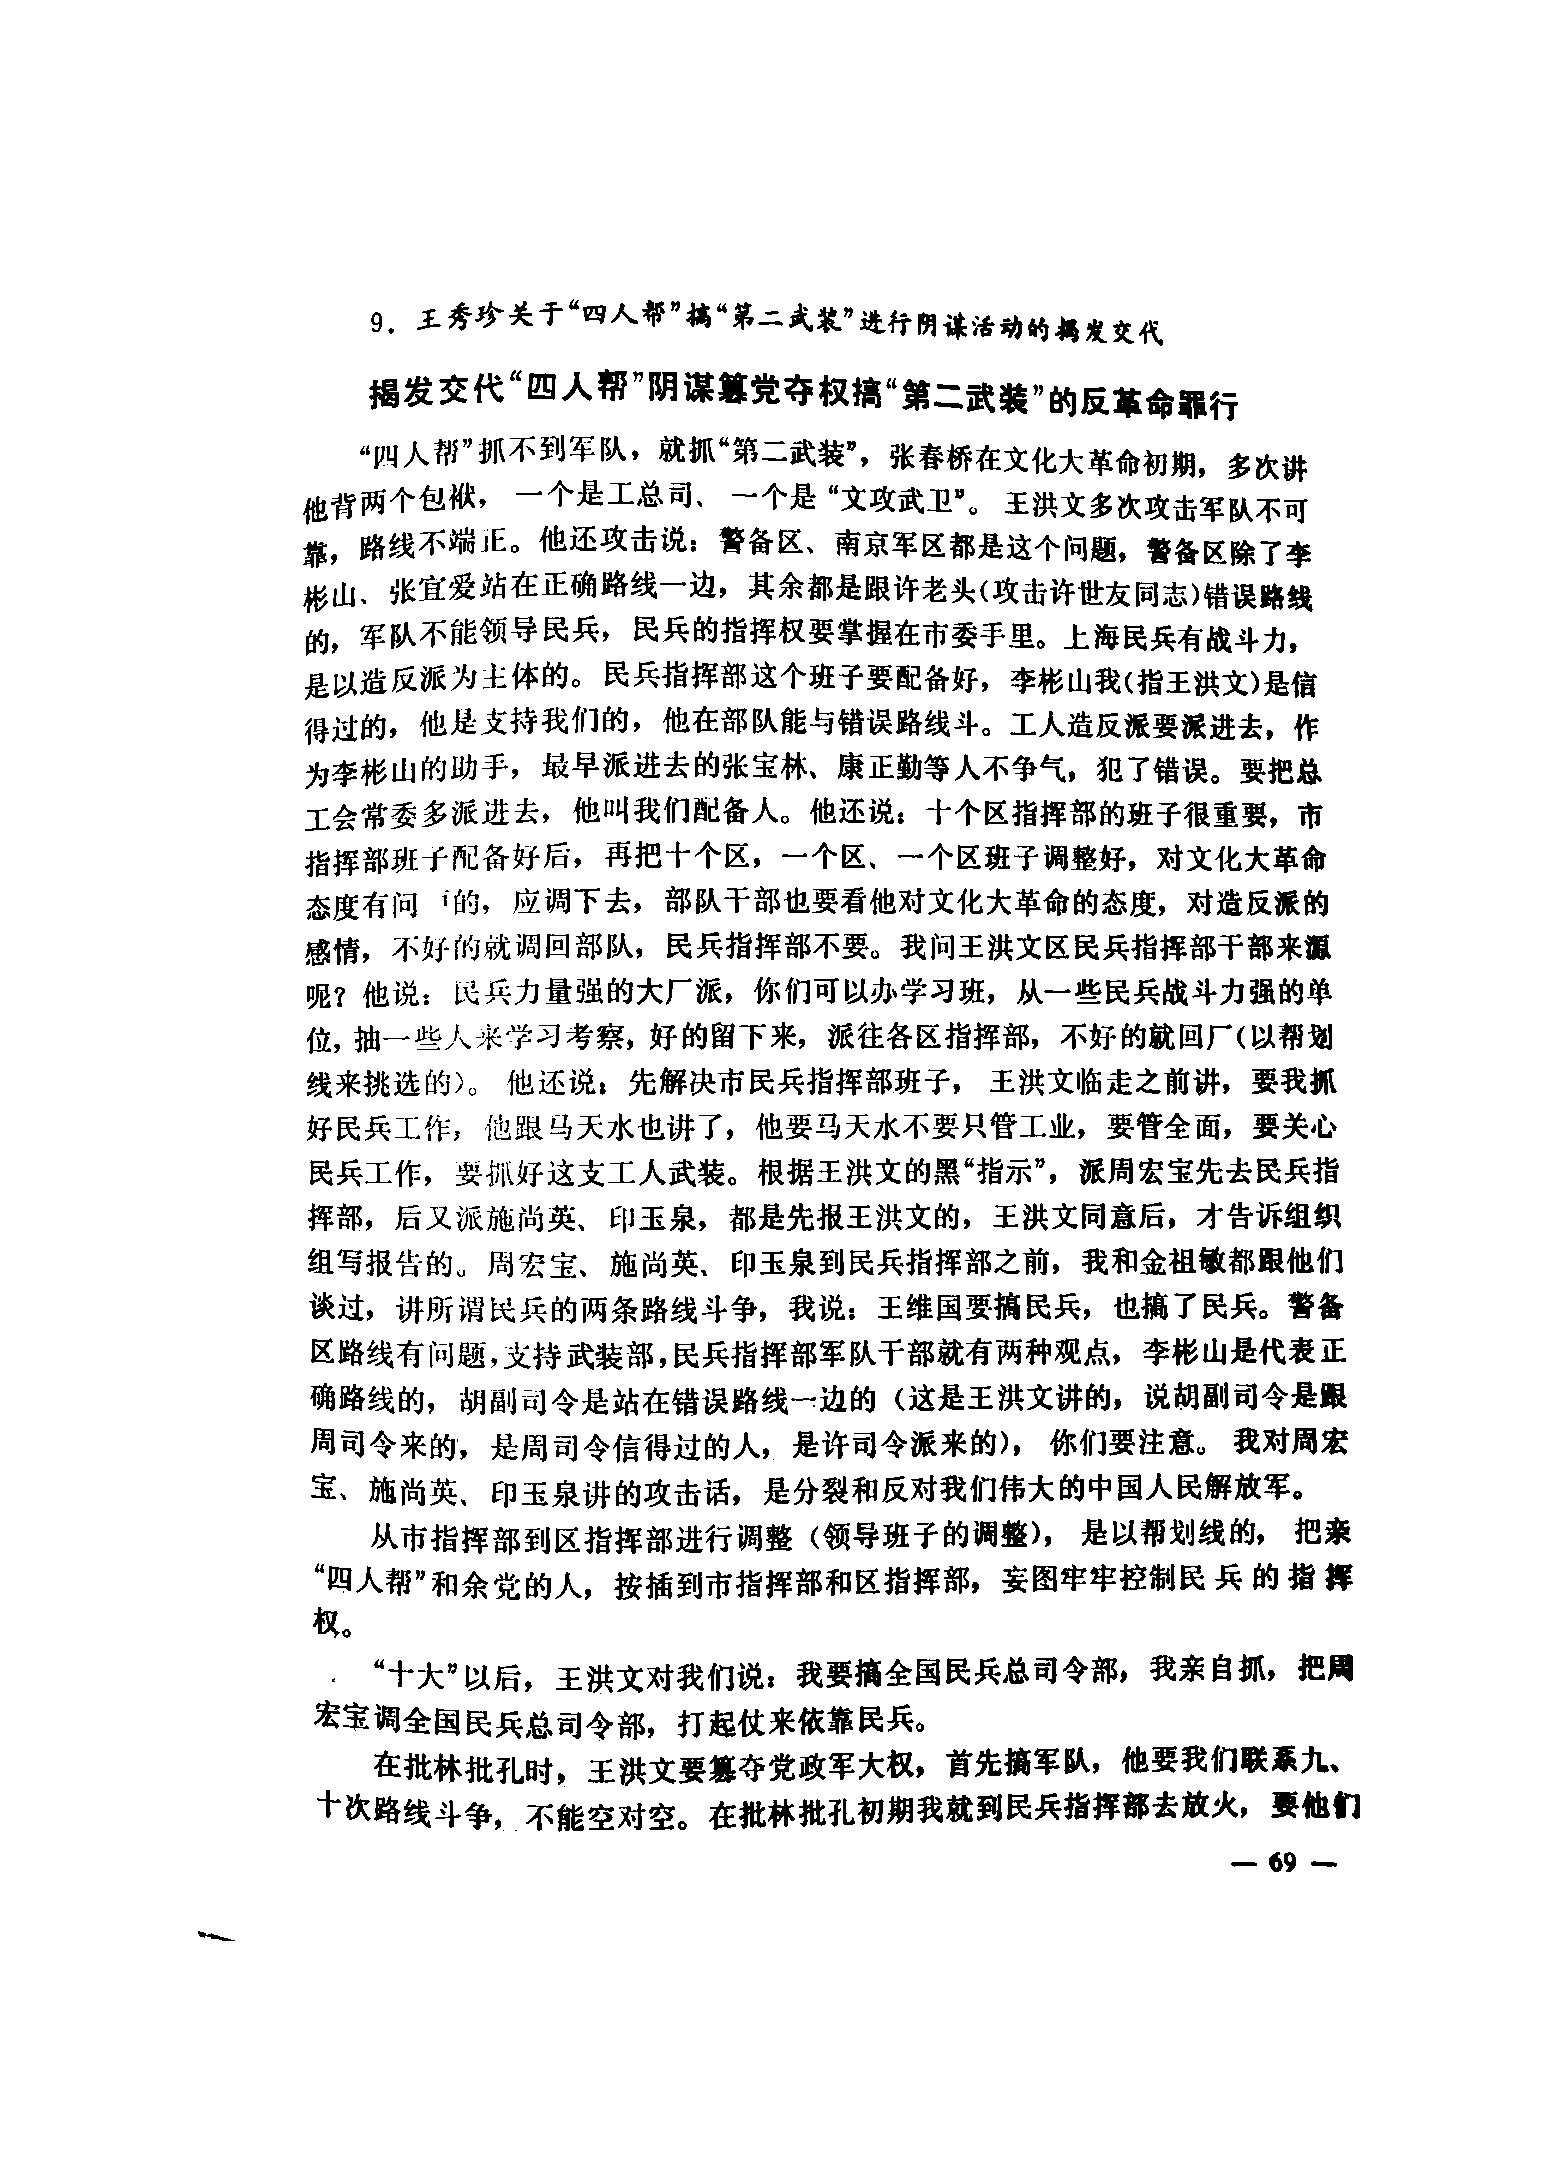 9．王秀珍关于“四人帮”搞“第二武装”进行阴谋活动的揭发交代
揭发交代“四人帮”阴谋篡党夺权搞“第二武装”的反革命罪行
“四人帮”抓不到军队，就抓“第二武装”，张春桥在文化大革命初期，多次讲
他背两个包袱，一个是工总司、一个是“文攻武卫”。王洪文多次攻击军队不可
靠，路线不端正。他还攻击说：警备区、南京军区都是这个问题，警备区除了李
彬山、张宜爱站在正确路线一边，其余都是跟许老头(攻击许世友同志)错误路线
的，军队不能领导民兵，民兵的指挥权要掌握在市委手里。上海民兵有战斗力，
是以造反派为主体的。民兵指挥部这个班子要配备好，李彬山我(指王洪文)是信
得过的，他是支持我们的，他在部队能与错误路线斗。工人造反派要派进去，作
为李彬山的助手，最早派进去的张宝林、康正勤等人不争气，犯了错误。要把总
工会常委多派进去，他叫我们配备人。他还说：十个区指挥部的班子很重要，市
指挥部班子配备好后，再把十个区，一个区、一个区班子调整好，对文化大革命
态度有问 的，应调下去，部队干部也要看他对文化大革命的态度，对造反派的
感情，不好的就调回部队，民兵指挥部不要。我问王洪文区民兵指挥部干部来源
呢？他说：民兵力量强的大厂派，你们可以办学习班，从一些民兵战斗力强的单
位，抽一些人来学习考察，好的留下来，派往各区指挥部，不好的就回厂(以帮划
线来挑选的)。他还说：先解决市民兵指挥部班子，王洪文临走之前讲，要我抓
好民兵工作，他跟马天水也讲了，他要马天水不要只管工业，要管全面，要关心
民兵工作，要抓好这支工人武装。根据王洪文的黑“指示”，派周宏宝先去民兵指
挥部，后又派施尚英、印玉泉，都是先报王洪文的，王洪文同意后，才告诉组织
组写报告的。周宏宝、施尚英、印玉泉到民兵指挥部之前，我和金祖敏都跟他们
谈过，讲所谓民兵的两条路线斗争，我说：王维国要搞民兵，也搞了民兵。警备
区路线有问题，支持武装部，民兵指挥部军队干部就有两种观点，李彬山是代表正
确路线的，胡副司令是站在错误路线一边的（这是王洪文讲的，说胡副司令是跟
周司令来的，是周司令信得过的人，是许司令派来的），你们要注意。我对周宏
宝、施尚英、印玉泉讲的攻击话，是分裂和反对我们伟大的中国人民解放军。
从市指挥部到区指挥部进行调整（领导班子的调整），是以帮划线的，把亲
“四人帮”和余党的人，按插到市指挥部和区指挥部，妄图牢牢控制民兵的指挥
权。
“十大”以后，王洪文对我们说：我要搞全国民兵总司令部，我亲自抓，把周
宏宝调全国民兵总司令部，打起仗来依靠民兵。
在批林批孔时，王洪文要篡夺党政军大权，首先搞军队，他要我们联系九、
十次路线斗争，不能空对空。在批林批孔初期我就到民兵指挥部去放火，要他们
— 69 —